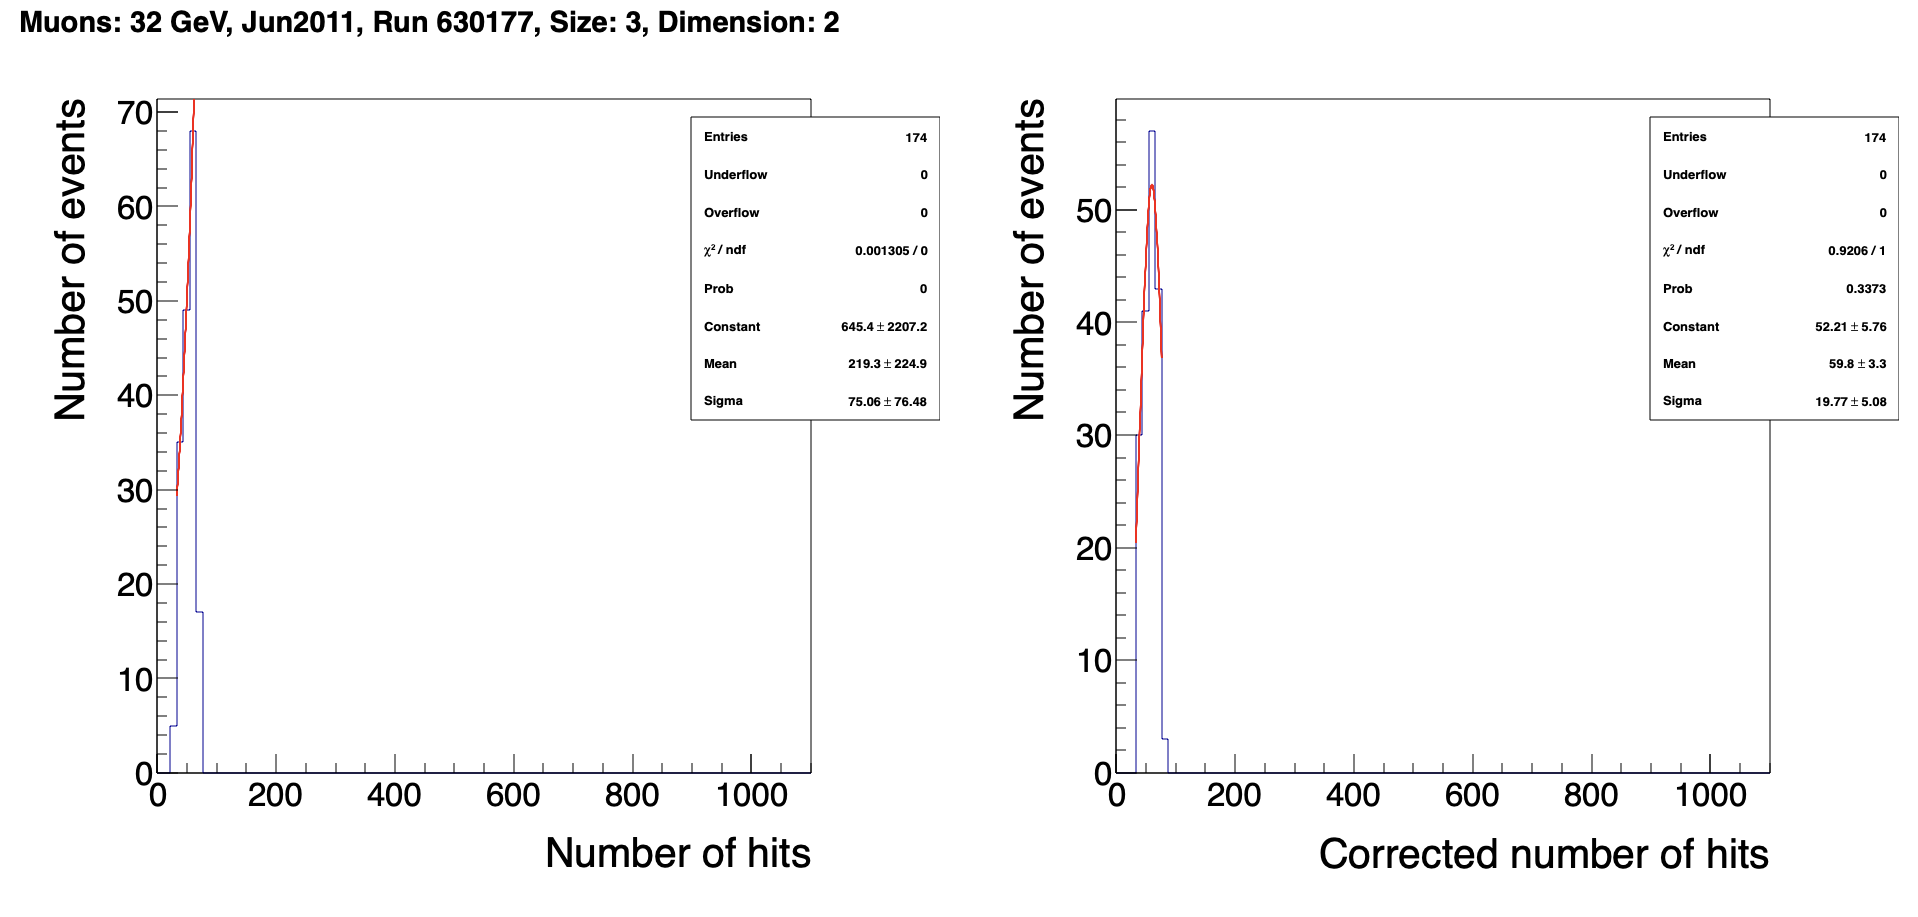 Muons: 32 GeV, Jun2011, Run 630177, Size: 3, Dimension: 2
Number of events
70
60
50
40
30
20
10
0
0 200 400 600 800 1000
Number of hits
Entries 174
Underflow 0
Overflow 0
χ² / ndf 0.001305 / 0
Prob 0
Constant 645.4 ± 2207.2
Mean 219.3 ± 224.9
Sigma 75.06 ± 76.48
Number of events
50
40
30
20
10
0
0 200 400 600 800 1000
Corrected number of hits
Entries 174
Underflow 0
Overflow 0
χ² / ndf 0.9206 / 1
Prob 0.3373
Constant 52.21 ± 5.76
Mean 59.8 ± 3.3
Sigma 19.77 ± 5.08